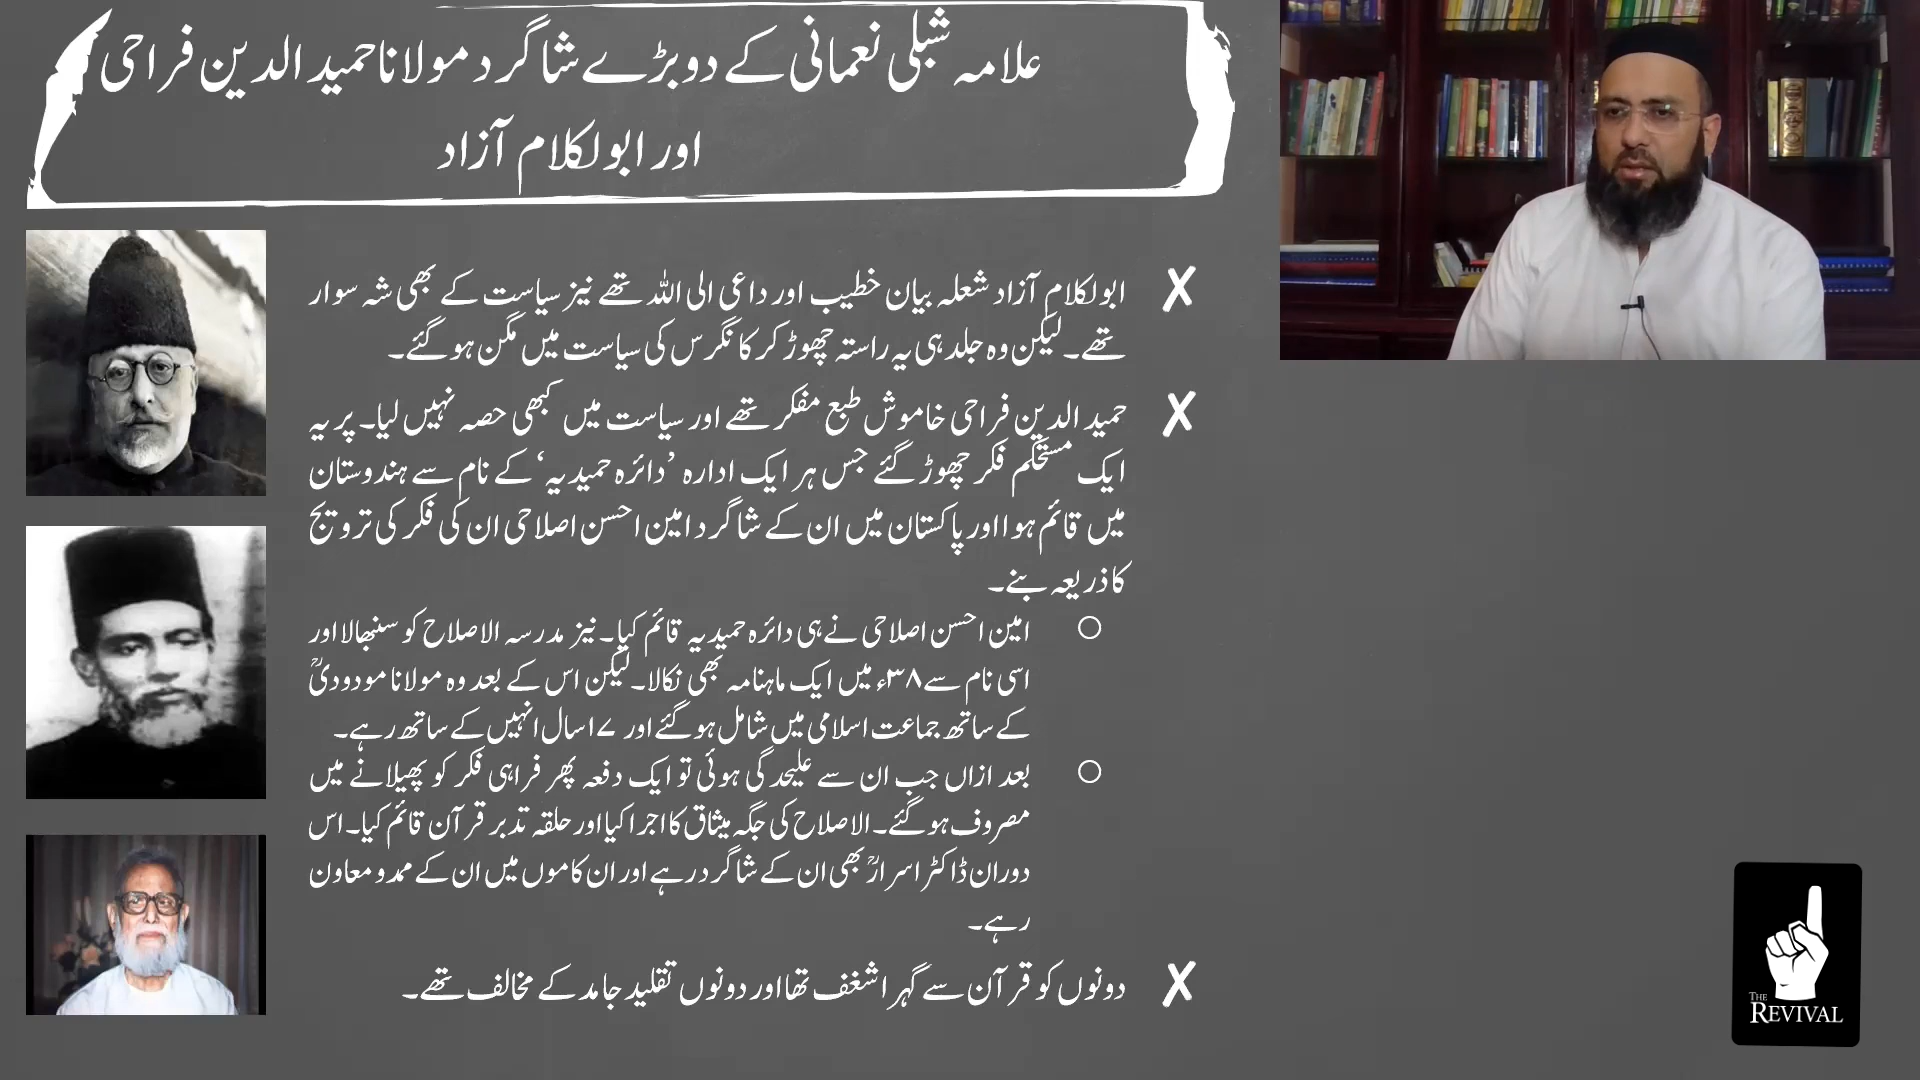 علامہ شبلی نعمانی کے دو بڑے شاگرد مولانا حمید الدین فراحی
اور ابولکلام آزاد
ابولکلام آزاد شعلہ بیان خطیب اور داعی الی اللہ تھے نیز سیاست کے بھی شہ سوار
تھے۔ لیکن وہ جلد ہی یہ راستہ چھوڑ کر کانگرس کی سیاست میں مگن ہو گئے۔
حمید الدین فراحی خاموش طبع مفکر تھے اور سیاست میں کبھی حصہ نہیں لیا۔ پر یہ
ایک مستحکم فکر چھوڑ گئے جس ہر ایک ادارہ ’دائرہ حمیدیہ‘ کے نام سے ہندوستان
میں قائم ہوا اور پاکستان میں ان کے شاگرد امین احسن اصلاحی ان کی فکر کی ترویج
کا ذریعہ بنے۔
امین احسن اصلاحی نے ہی دائرہ حمیدیہ قائم کیا۔ نیز مدرسہ الاصلاح کو سنبھالا اور
اسی نام سے ۳۸ء میں ایک ماہنامہ بھی نکالا۔ لیکن اس کے بعد وہ مولانا مودودیؒ
کے ساتھ جماعت اسلامی میں شامل ہو گئے اور ۱۷ سال انہیں کے ساتھ رہے۔
بعد ازاں جب ان سے علیحدگی ہوئی تو ایک دفعہ پھر فراہی فکر کو پھیلانے میں
مصروف ہو گئے۔ الاصلاح کی جگہ میثاق کا اجرا کیا اور حلقہ تدبر قرآن قائم کیا۔ اس
دوران ڈاکٹر اسرارؒ بھی ان کے شاگرد رہے اور ان کاموں میں ان کے ممد و معاون
رہے۔
دونوں کو قرآن سے گہرا شغف تھا اور دونوں تقلید جامد کے مخالف تھے۔
THE
REVIVAL